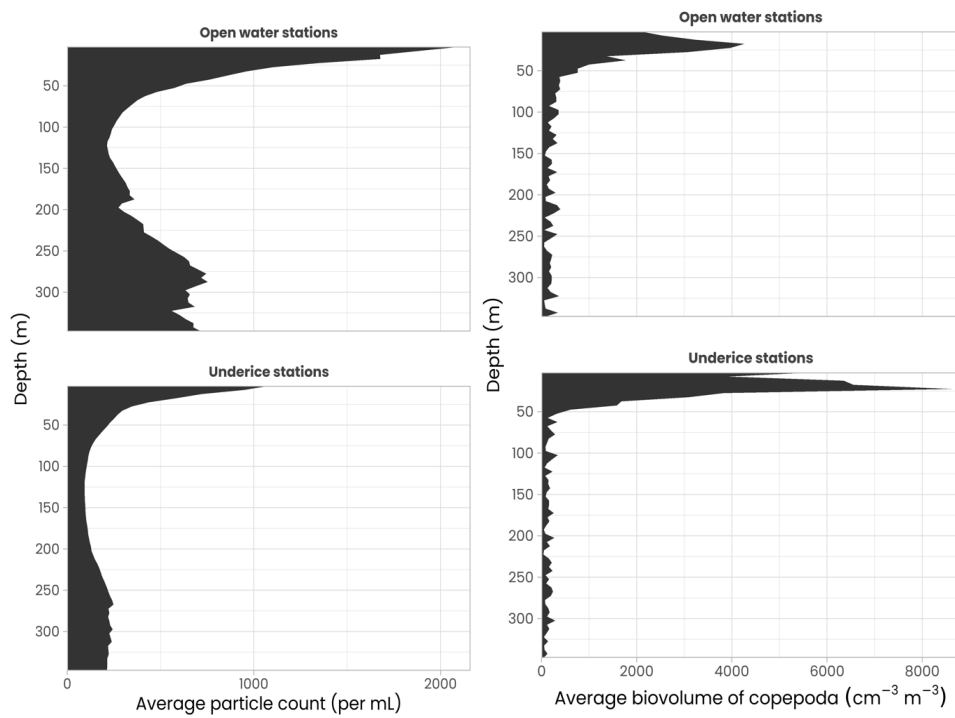 Open water stations
50
100
150
200
250
300
Underice stations
50
100
150
200
250
300
0 1000 2000
Depth (m)
Average particle count (per mL)
Open water stations
50
100
150
200
250
300
Underice stations
50
100
150
200
250
300
0 2000 4000 6000 8000
Depth (m)
Average biovolume of copepoda (cm⁻³ m⁻³)